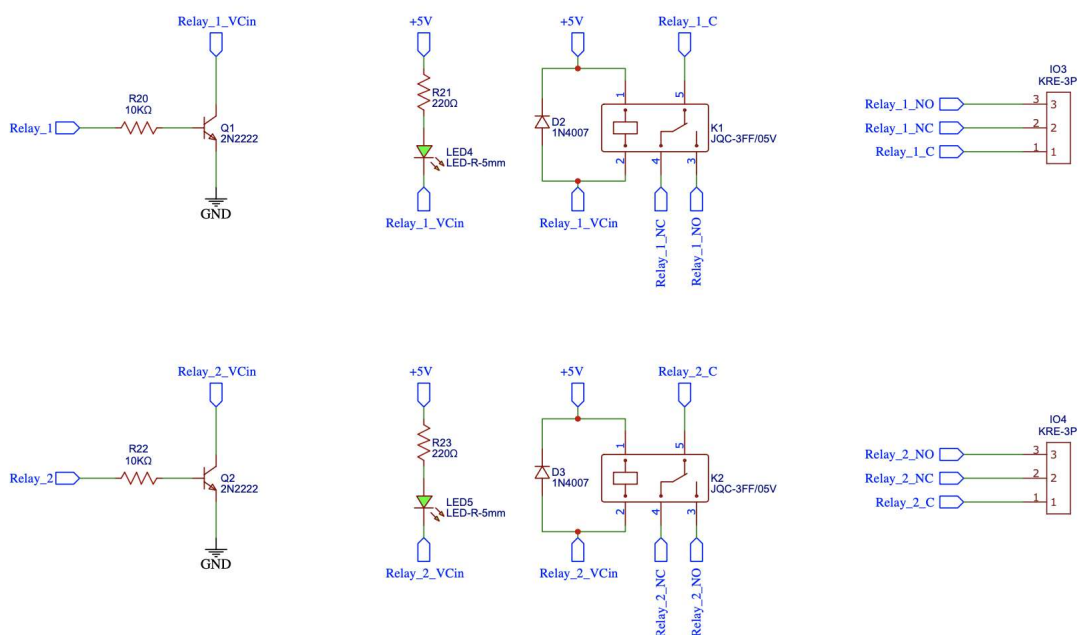 Relay_1_VCin
+5V
+5V
Relay_1_C
IO3
KRE-3P
R20
10KΩ
Relay_1
Q1
2N2222
GND
R21
220Ω
LED4
LED-R-5mm
Relay_1_VCin
D2
1N4007
1
5
2
4
3
K1
JQC-3FF/05V
Relay_1_VCin
Relay_1_NC
Relay_1_NO
Relay_1_NO
3
3
Relay_1_NC
2
2
Relay_1_C
1
1
Relay_2_VCin
+5V
+5V
Relay_2_C
IO4
KRE-3P
R22
10KΩ
Relay_2
Q2
2N2222
GND
R23
220Ω
LED5
LED-R-5mm
Relay_2_VCin
D3
1N4007
1
5
2
4
3
K2
JQC-3FF/05V
Relay_2_VCin
Relay_2_NC
Relay_2_NO
Relay_2_NO
3
3
Relay_2_NC
2
2
Relay_2_C
1
1